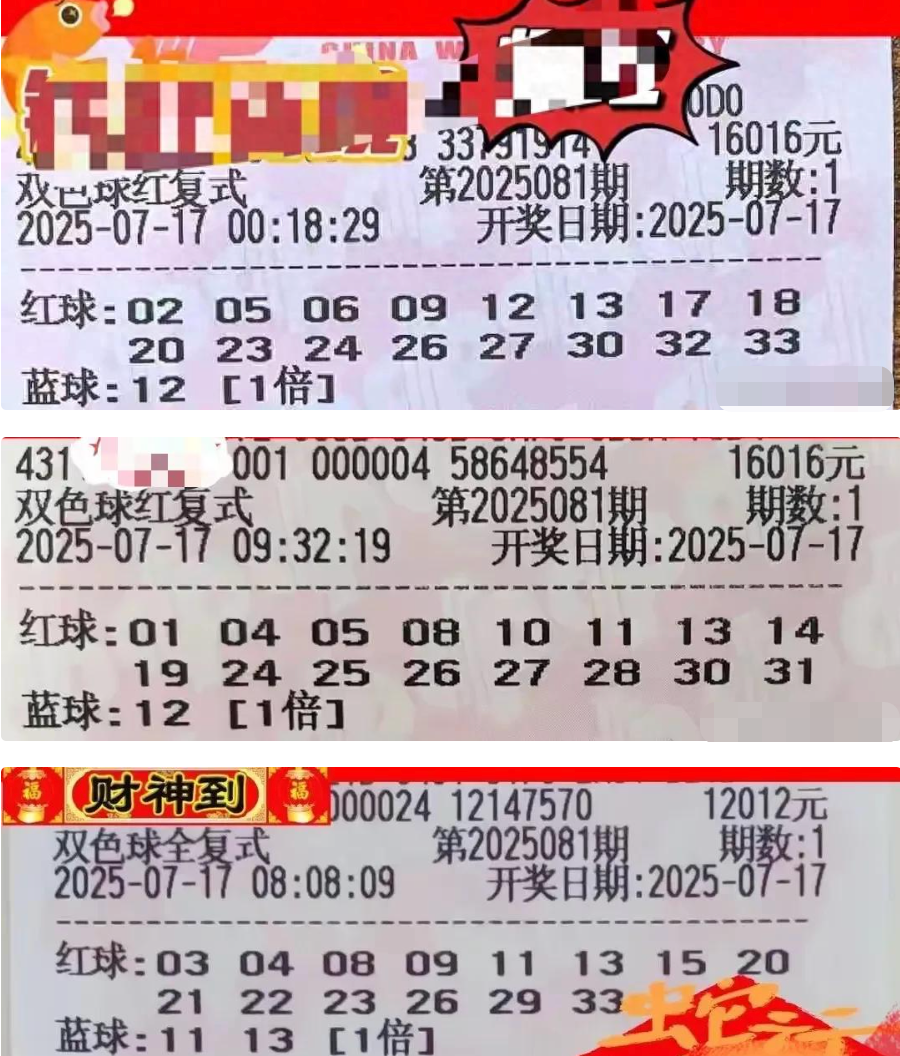 0D0
33791914 16016元
双色球红复式 第2025081期 期数:1
2025-07-17 00:18:29 开奖日期:2025-07-17
红球:02 05 06 09 12 13 17 18
20 23 24 26 27 30 32 33
蓝球:12 [1倍]
431 001 000004 58648554 16016元
双色球红复式 第2025081期 期数:1
2025-07-17 09:32:19 开奖日期:2025-07-17
红球:01 04 05 08 10 11 13 14
19 24 25 26 27 28 30 31
蓝球:12 [1倍]
福 财神到 福
000024 12147570 12012元
双色球全复式 第2025081期 期数:1
2025-07-17 08:08:09 开奖日期:2025-07-17
红球:03 04 08 09 11 13 15 20
21 22 23 26 29 33
蓝球:11 13 [1倍]